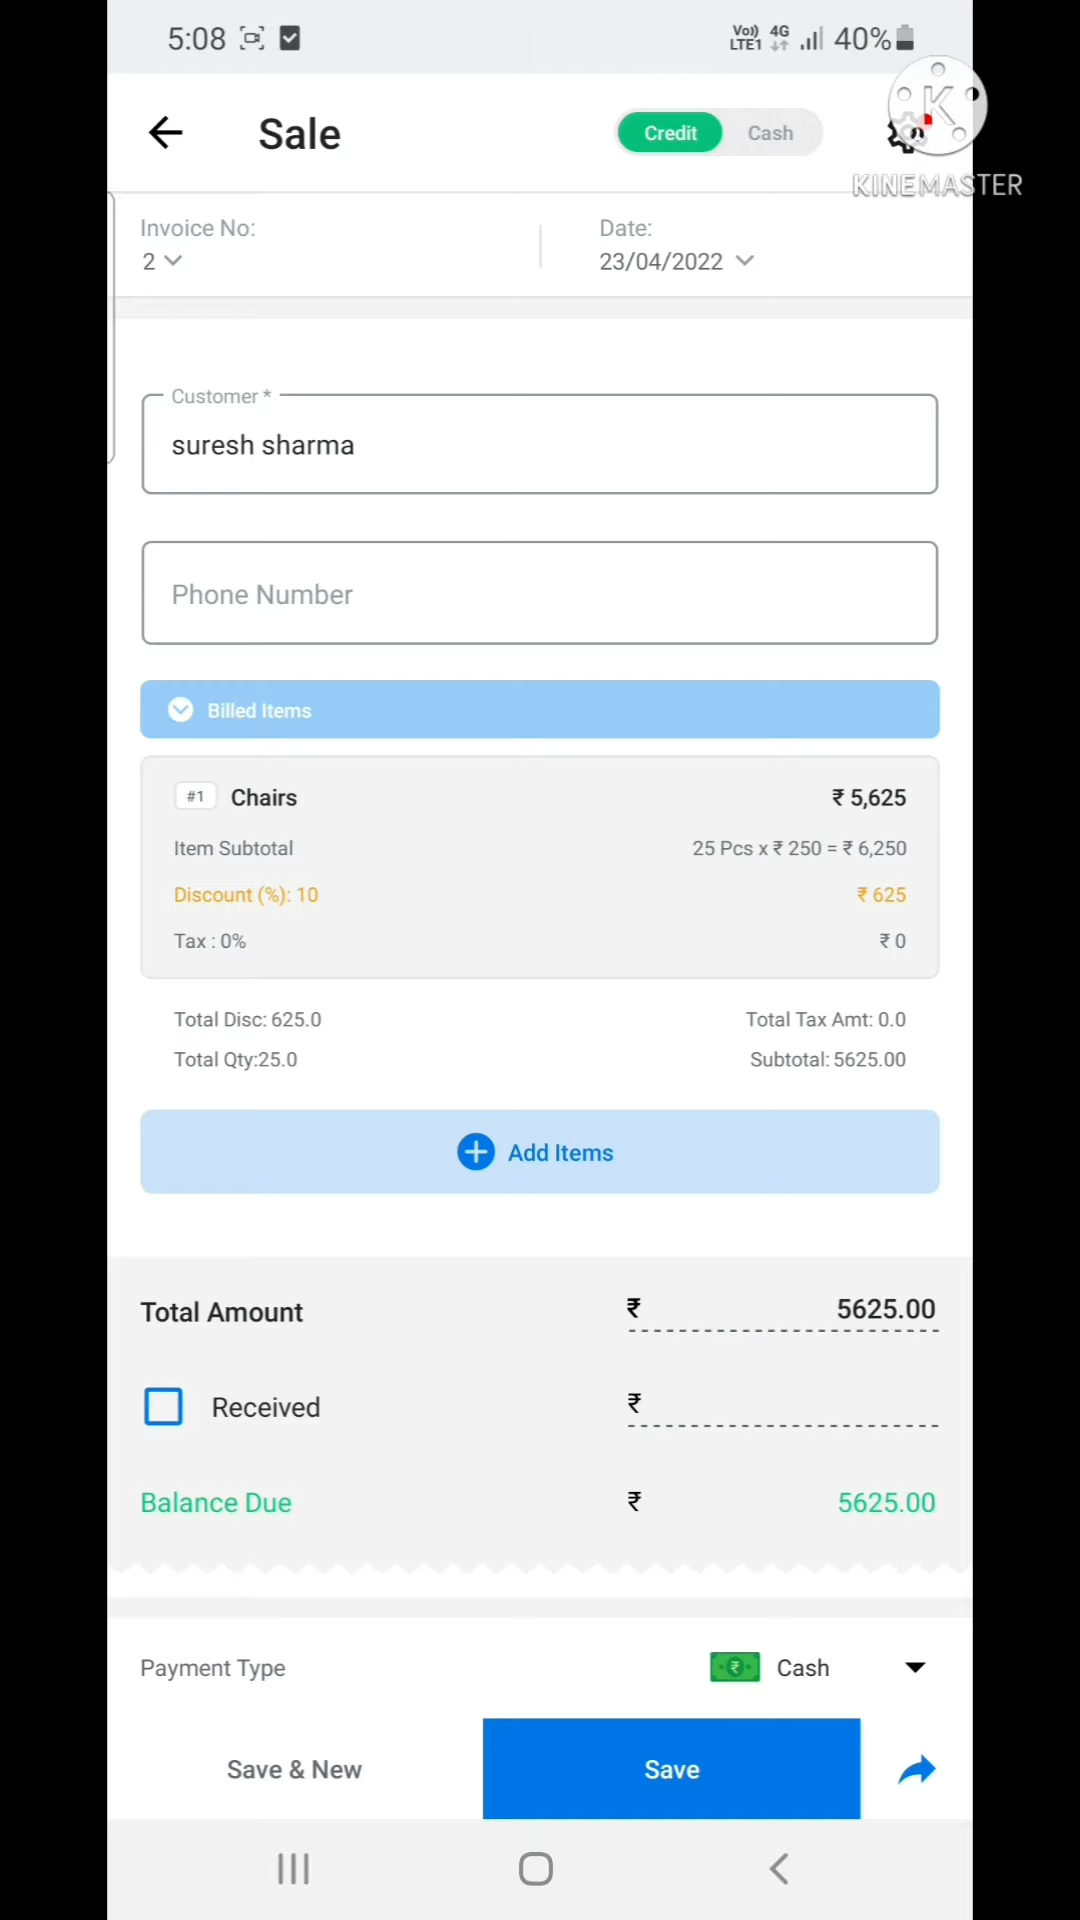 5:08 Vo)) LTE1 4G 40%
K
KINEMASTER
Sale Credit Cash
Invoice No: Date:
2 23/04/2022
Customer *
suresh sharma
Phone Number
Billed Items
#1 Chairs ₹ 5,625
Item Subtotal 25 Pcs x ₹ 250 = ₹ 6,250
Discount (%): 10 ₹ 625
Tax : 0% ₹ 0
Total Disc: 625.0 Total Tax Amt: 0.0
Total Qty:25.0 Subtotal: 5625.00
Add Items
Total Amount ₹ 5625.00
Received ₹
Balance Due ₹ 5625.00
Payment Type ₹ Cash
Save & New Save